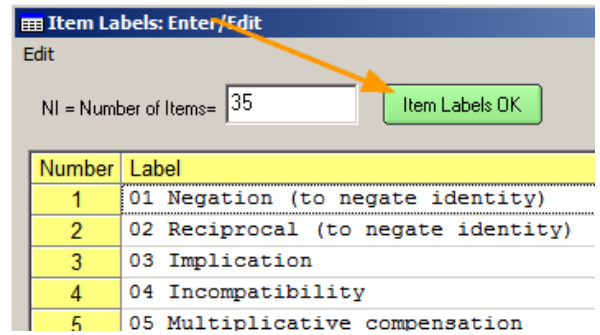 Item Labels: Enter/Edit
Edit
NI = Number of Items= 35 Item Labels OK
Number Label
1 01 Negation (to negate identity)
2 02 Reciprocal (to negate identity)
3 03 Implication
4 04 Incompatibility
5 05 Multiplicative compensation